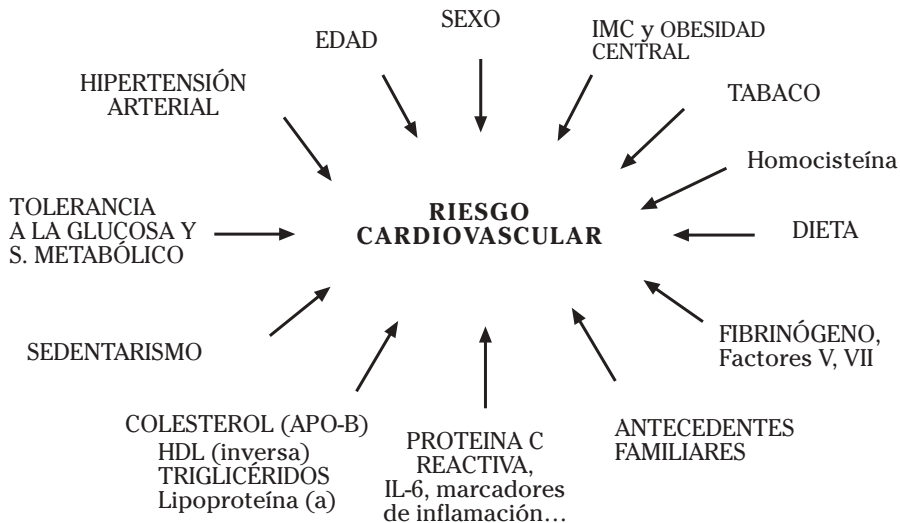 SEXO
EDAD
IMC y OBESIDAD
CENTRAL
HIPERTENSIÓN
ARTERIAL
TABACO
Homocisteína
TOLERANCIA
A LA GLUCOSA Y
S. METABÓLICO
RIESGO
CARDIOVASCULAR
DIETA
SEDENTARISMO
FIBRINÓGENO,
Factores V, VII
COLESTEROL (APO-B)
HDL (inversa)
TRIGLICÉRIDOS
Lipoproteína (a)
PROTEINA C
REACTIVA,
IL-6, marcadores
de inflamación…
ANTECEDENTES
FAMILIARES